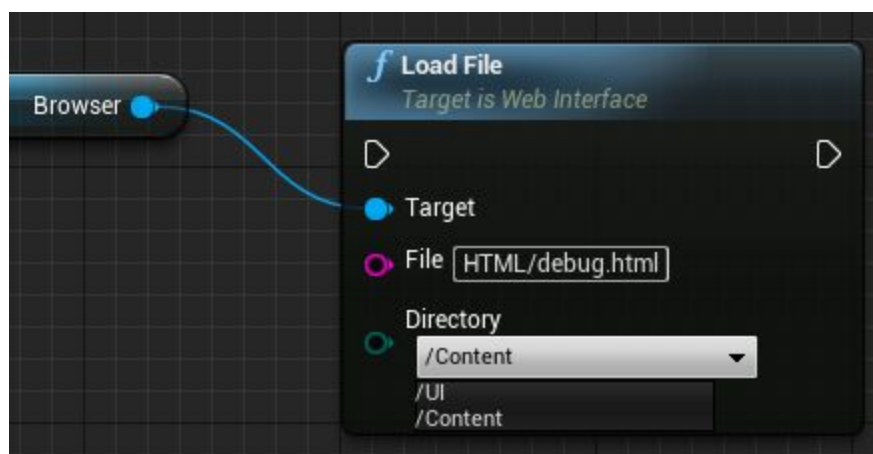 f Load File
Target is Web Interface
Browser
Target
File HTML/debug.html
Directory
/Content
/UI
/Content